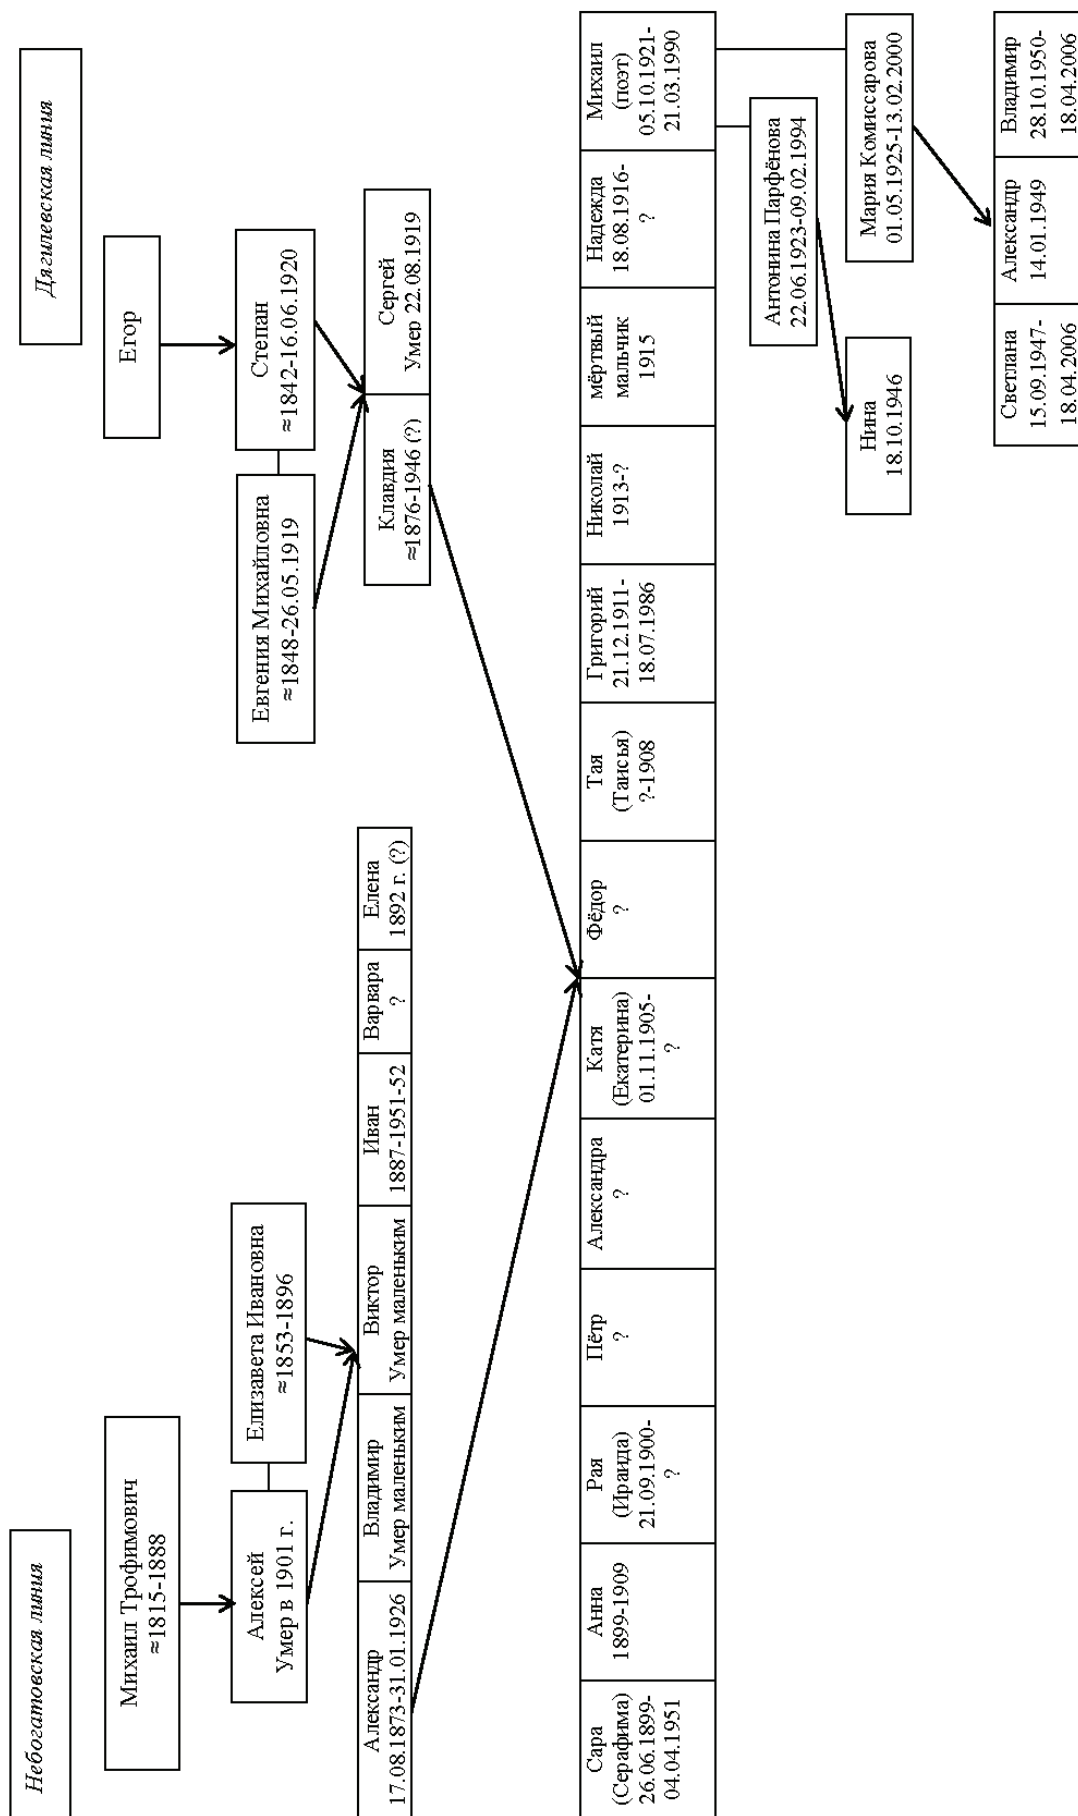 Небогатовская линия
Дягилевская линия
Михаил Трофимович
≈1815-1888
Егор
Алексей
Умер в 1901 г.
Елизавета Ивановна
≈1853-1896
Евгения Михайловна
≈1848-26.05.1919
Степан
≈1842-16.06.1920
Александр
17.08.1873-31.01.1926
Владимир
Умер маленьким
Виктор
Умер маленьким
Иван
1887-1951-52
Варвара
?
Елена
1892 г. (?)
Клавдия
≈1876-1946 (?)
Сергей
Умер 22.08.1919
Сара
(Серафима)
26.06.1899-
04.04.1951
Анна
1899-1909
Рая
(Ираида)
21.09.1900-
?
Пётр
?
Александра
?
Катя
(Екатерина)
01.11.1905-
?
Фёдор
?
Тая
(Таисья)
?-1908
Григорий
21.12.1911-
18.07.1986
Николай
1913-?
мёртвый
мальчик
1915
Надежда
18.08.1916-
?
Михаил
(поэт)
05.10.1921-
21.03.1990
Антонина Парфёнова
22.06.1923-09.02.1994
Мария Комиссарова
01.05.1925-13.02.2000
Нина
18.10.1946
Светлана
15.09.1947-
18.04.2006
Александр
14.01.1949
Владимир
28.10.1950-
18.04.2006